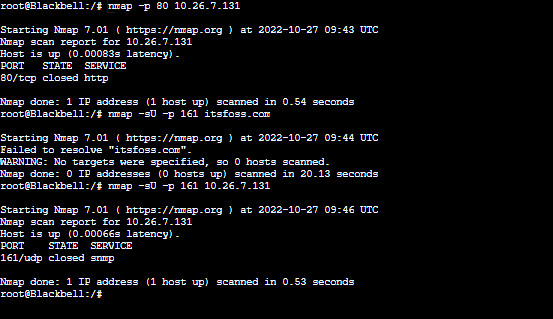 root@Blackbell:/# nmap -p 80 10.26.7.131
Starting Nmap 7.01 ( https://nmap.org ) at 2022-10-27 09:43 UTC
Nmap scan report for 10.26.7.131
Host is up (0.00083s latency).
PORT   STATE  SERVICE
80/tcp closed http
Nmap done: 1 IP address (1 host up) scanned in 0.54 seconds
root@Blackbell:/# nmap -sU -p 161 itsfoss.com
Starting Nmap 7.01 ( https://nmap.org ) at 2022-10-27 09:44 UTC
Failed to resolve "itsfoss.com".
WARNING: No targets were specified, so 0 hosts scanned.
Nmap done: 0 IP addresses (0 hosts up) scanned in 20.13 seconds
root@Blackbell:/# nmap -sU -p 161 10.26.7.131
Starting Nmap 7.01 ( https://nmap.org ) at 2022-10-27 09:46 UTC
Nmap scan report for 10.26.7.131
Host is up (0.00066s latency).
PORT    STATE  SERVICE
161/udp closed snmp
Nmap done: 1 IP address (1 host up) scanned in 0.53 seconds
root@Blackbell:/#